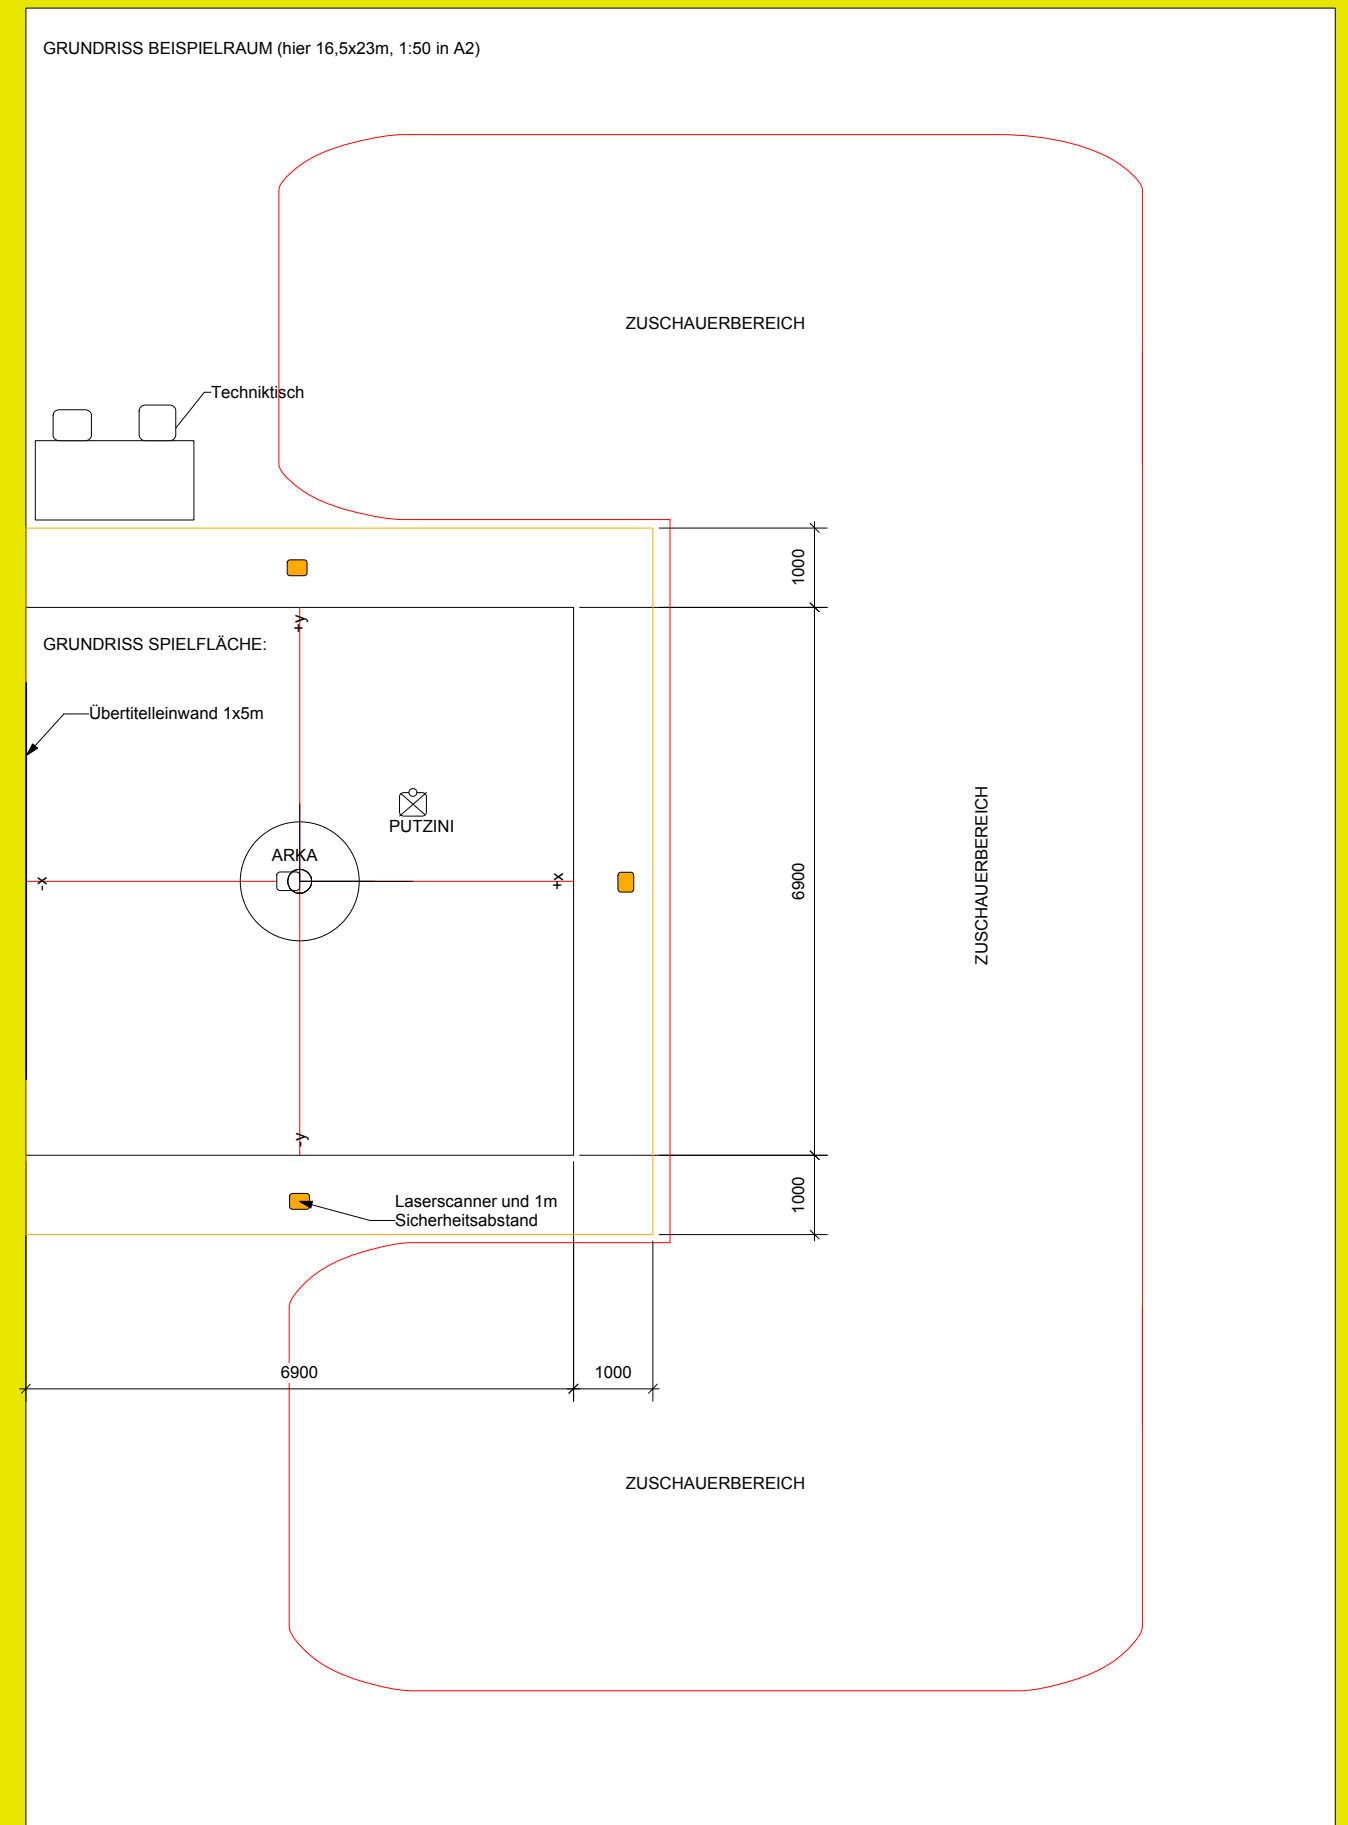 GRUNDRISS BEISPIELRAUM (hier 16,5x23m, 1:50 in A2)
ZUSCHAUERBEREICH
Techniktisch
1000
+y
GRUNDRISS SPIELFLÄCHE:
Übertitelleinwand 1x5m
PUTZINI
ARKA
-x
+x
6900
ZUSCHAUERBEREICH
-y
Laserscanner und 1m
Sicherheitsabstand
1000
6900
1000
ZUSCHAUERBEREICH